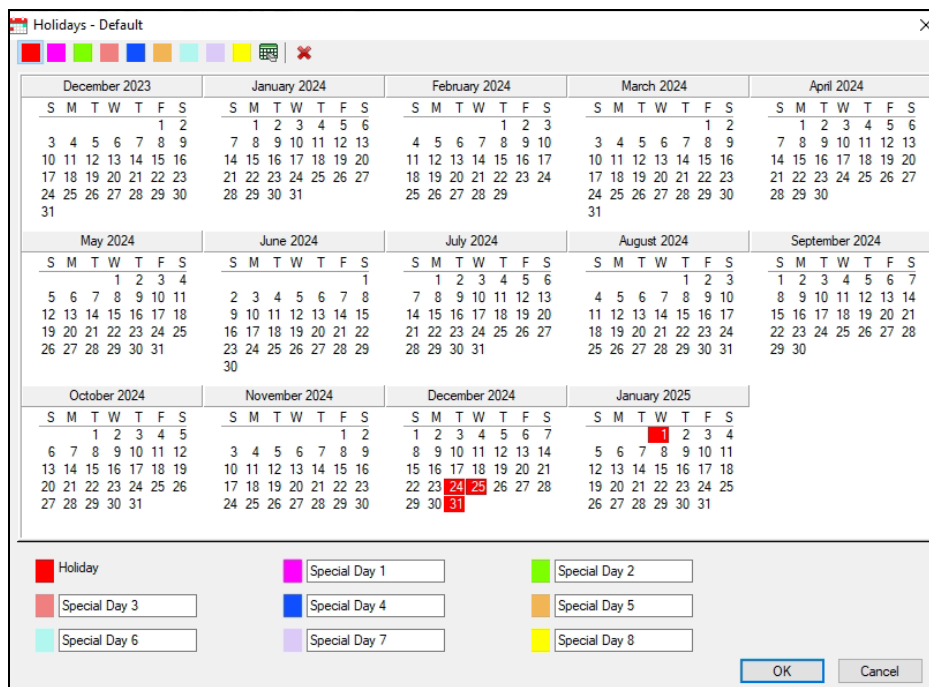 Holidays - Default
December 2023 January 2024 February 2024 March 2024 April 2024
S M T W T F S S M T W T F S S M T W T F S S M T W T F S S M T W T F S
1 2 1 2 3 4 5 6 1 2 3 1 2 1 2 3 4 5 6
3 4 5 6 7 8 9 7 8 9 10 11 12 13 4 5 6 7 8 9 10 3 4 5 6 7 8 9 7 8 9 10 11 12 13
10 11 12 13 14 15 16 14 15 16 17 18 19 20 11 12 13 14 15 16 17 10 11 12 13 14 15 16 14 15 16 17 18 19 20
17 18 19 20 21 22 23 21 22 23 24 25 26 27 18 19 20 21 22 23 24 17 18 19 20 21 22 23 21 22 23 24 25 26 27
24 25 26 27 28 29 30 28 29 30 31 25 26 27 28 29 24 25 26 27 28 29 30 28 29 30
31 31
May 2024 June 2024 July 2024 August 2024 September 2024
S M T W T F S S M T W T F S S M T W T F S S M T W T F S S M T W T F S
1 2 3 4 1 1 2 3 4 5 6 1 2 3 1 2 3 4 5 6 7
5 6 7 8 9 10 11 2 3 4 5 6 7 8 7 8 9 10 11 12 13 4 5 6 7 8 9 10 8 9 10 11 12 13 14
12 13 14 15 16 17 18 9 10 11 12 13 14 15 14 15 16 17 18 19 20 11 12 13 14 15 16 17 15 16 17 18 19 20 21
19 20 21 22 23 24 25 16 17 18 19 20 21 22 21 22 23 24 25 26 27 18 19 20 21 22 23 24 22 23 24 25 26 27 28
26 27 28 29 30 31 23 24 25 26 27 28 29 28 29 30 31 25 26 27 28 29 30 31 29 30
30
October 2024 November 2024 December 2024 January 2025
S M T W T F S S M T W T F S S M T W T F S S M T W T F S
1 2 3 4 5 1 2 1 2 3 4 5 6 7 1 2 3 4
6 7 8 9 10 11 12 3 4 5 6 7 8 9 8 9 10 11 12 13 14 5 6 7 8 9 10 11
13 14 15 16 17 18 19 10 11 12 13 14 15 16 15 16 17 18 19 20 21 12 13 14 15 16 17 18
20 21 22 23 24 25 26 17 18 19 20 21 22 23 22 23 24 25 26 27 28 19 20 21 22 23 24 25
27 28 29 30 31 24 25 26 27 28 29 30 29 30 31 26 27 28 29 30 31
Holiday Special Day 1 Special Day 2
Special Day 3 Special Day 4 Special Day 5
Special Day 6 Special Day 7 Special Day 8
OK Cancel